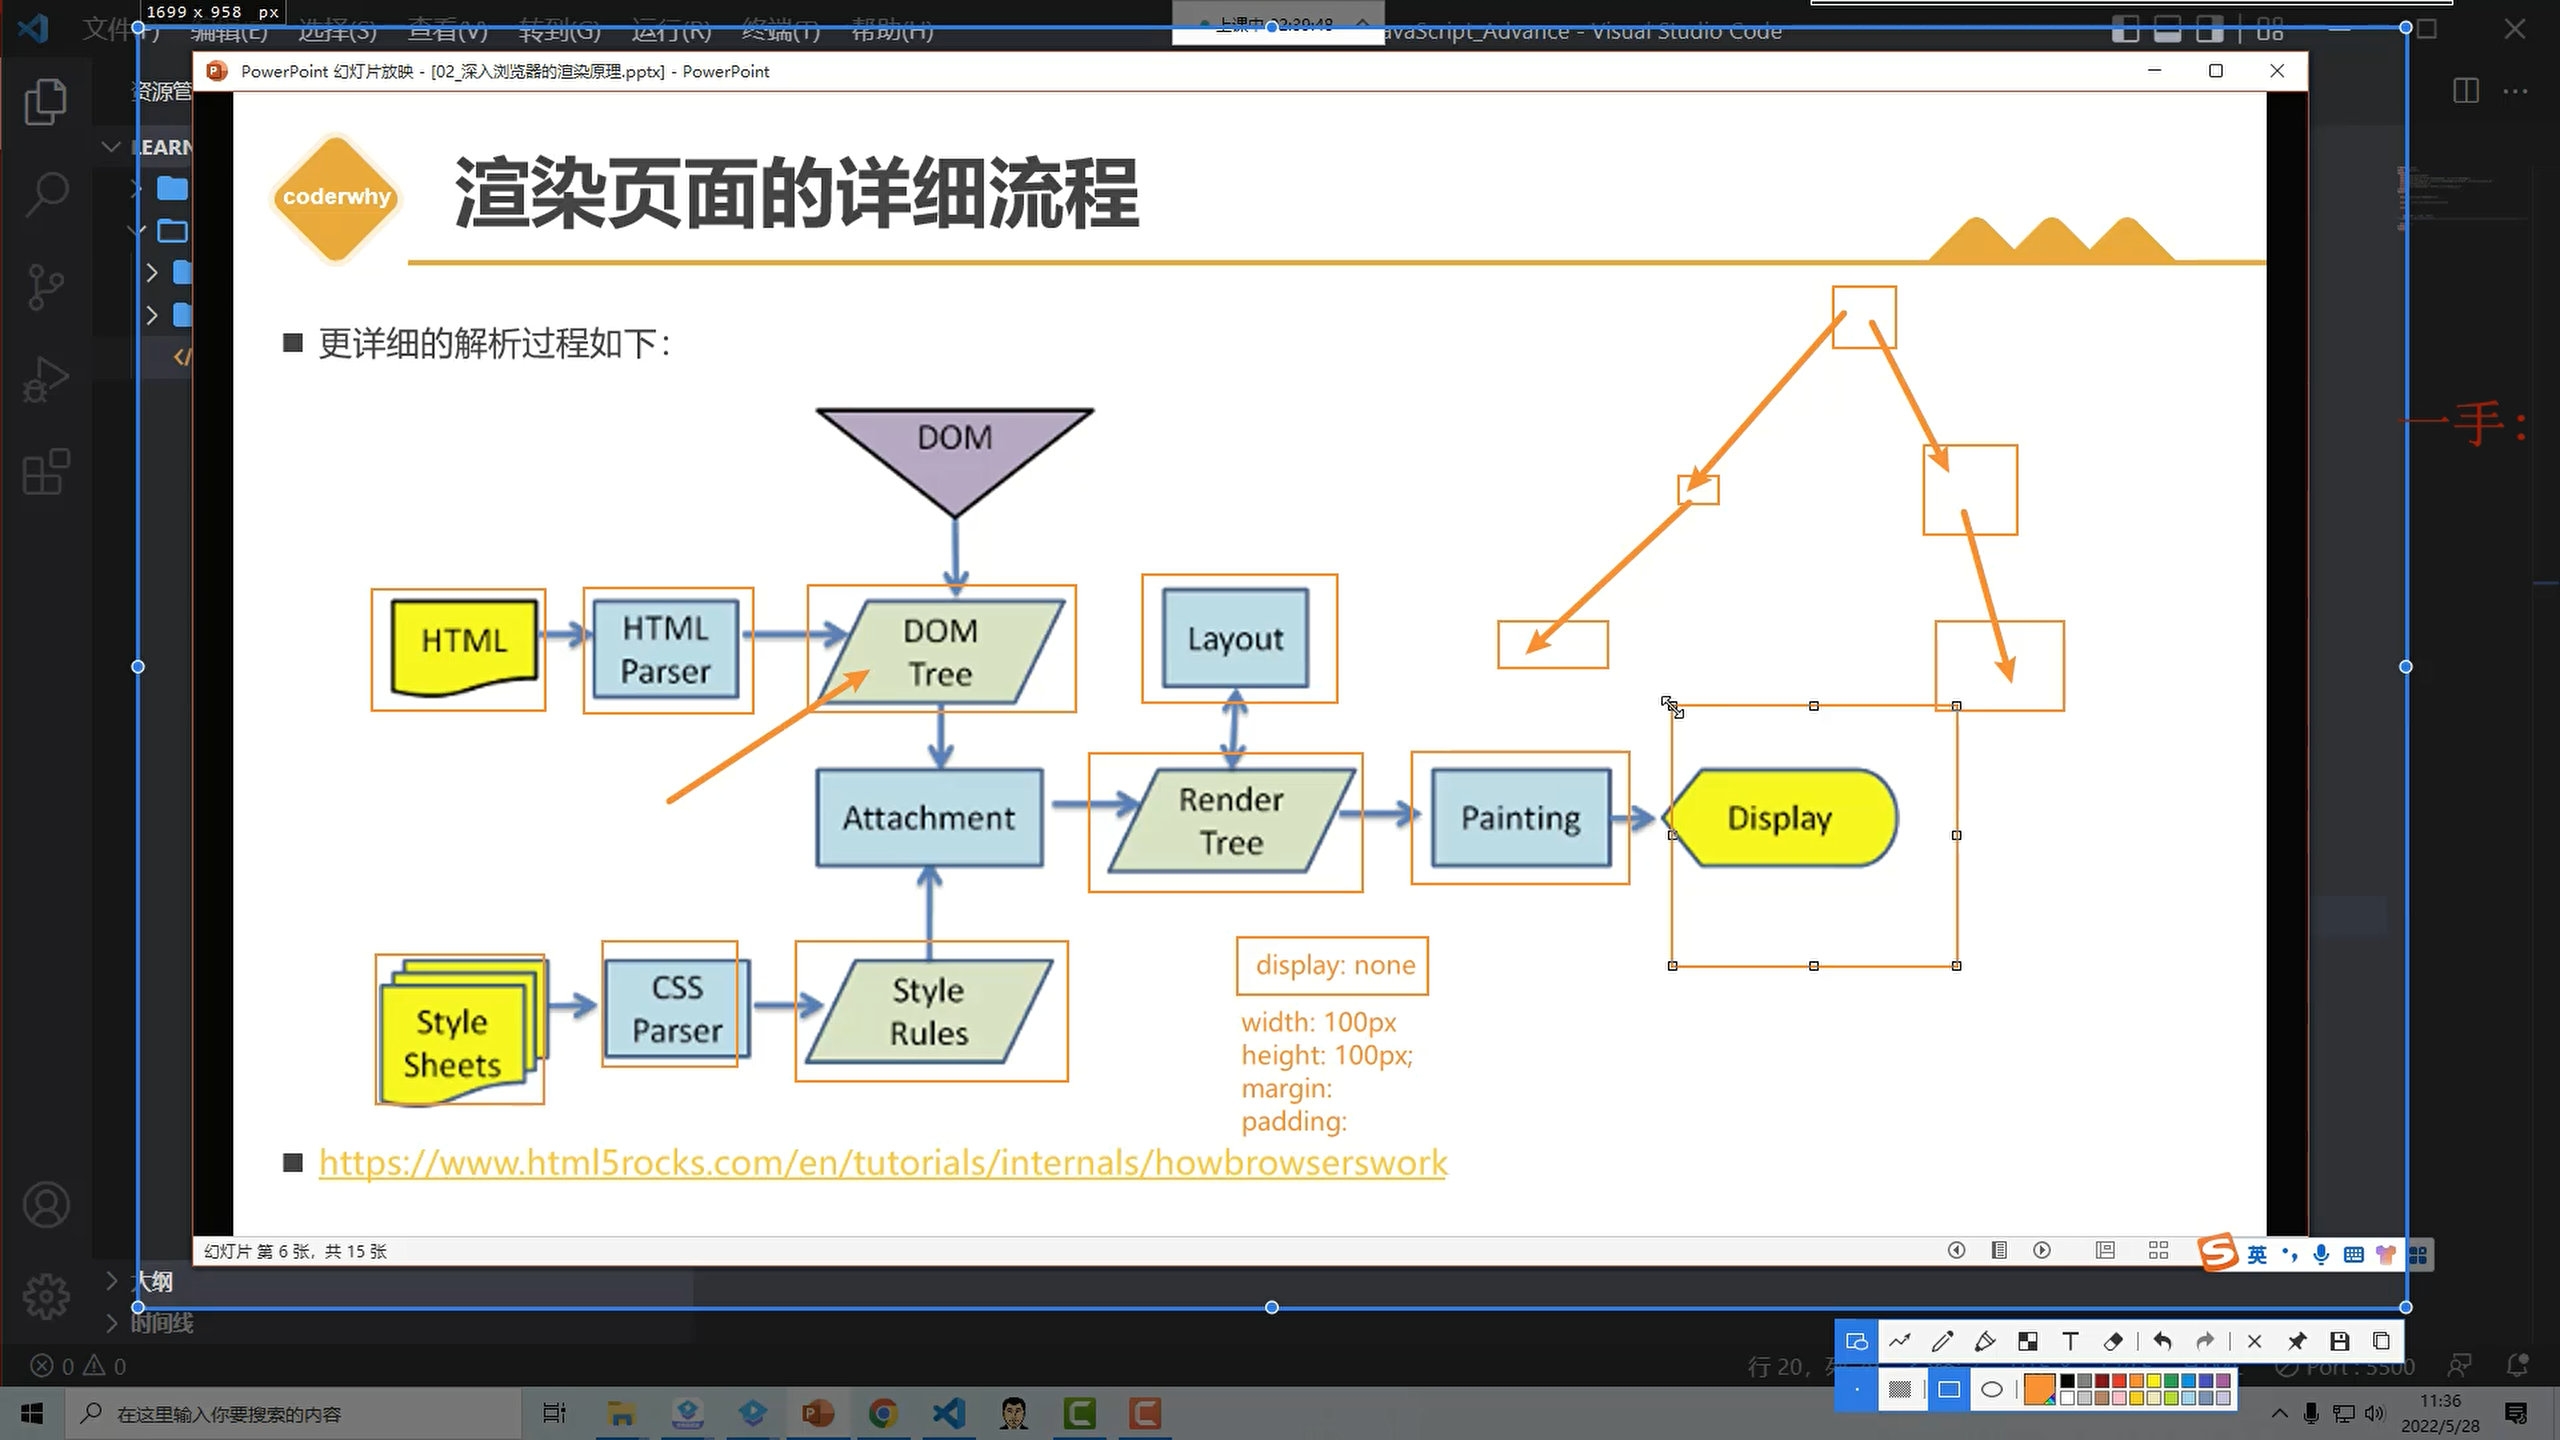 1699 x 958 px
文件(F) 编辑(E) 选择(S) 查看(V) 转到(G) 运行(R) 终端(T) 帮助(H)
上课中 02:39:48
avaScript_Advance - Visual Studio Code
PowerPoint 幻灯片放映 - [02_深入浏览器的渲染原理.pptx] - PowerPoint
资源管
LEARN
coderwhy
渲染页面的详细流程
更详细的解析过程如下：
一手：
DOM
HTML
HTML
Parser
DOM
Tree
Layout
Attachment
Render
Tree
Painting
Display
Style
Sheets
CSS
Parser
Style
Rules
display: none
width: 100px
height: 100px;
margin:
padding:
https://www.html5rocks.com/en/tutorials/internals/howbrowserswork
幻灯片 第 6 张，共 15 张
英
大纲
时间线
0 0
行 20，
Port : 5500
在这里输入你要搜索的内容
11:36
2022/5/28